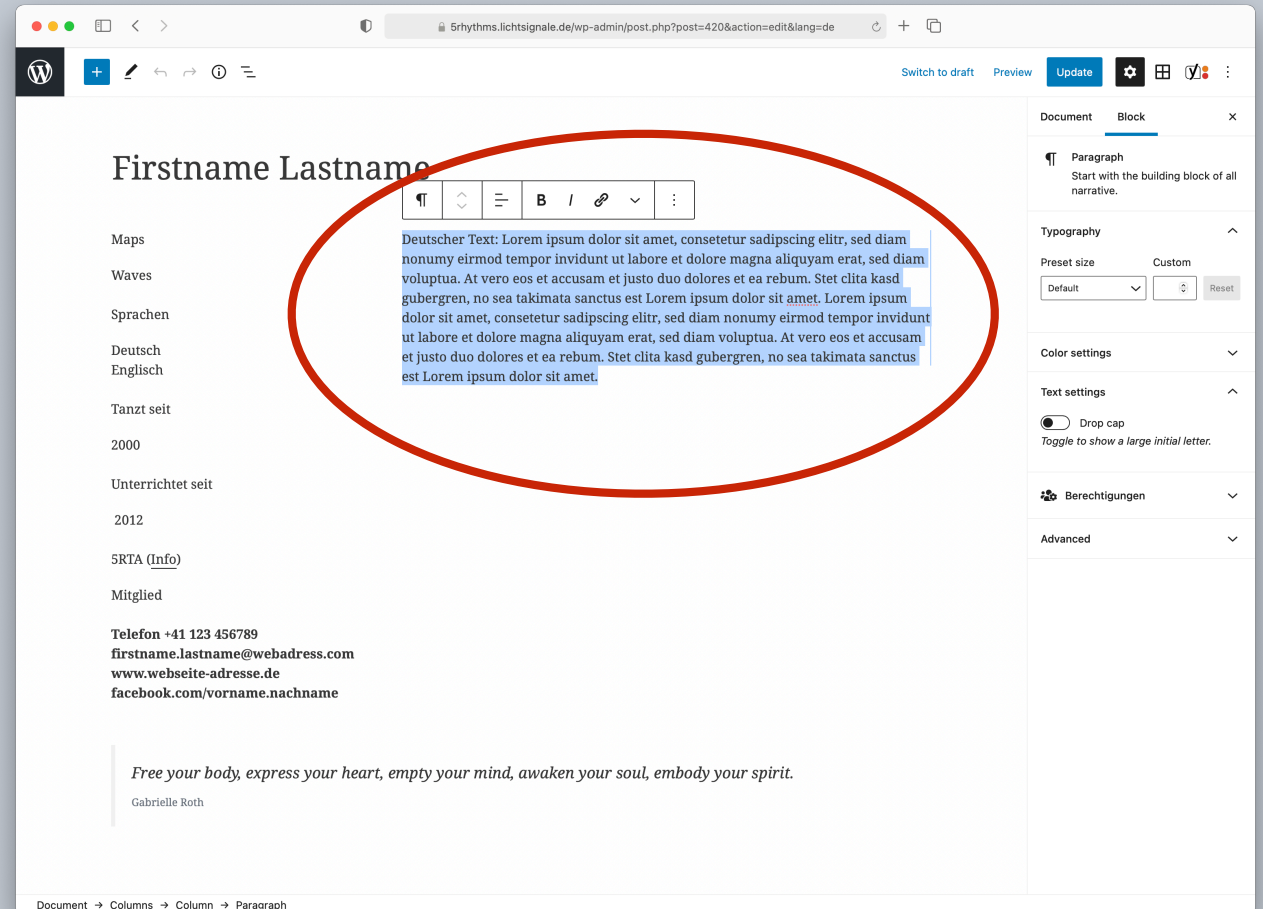 5rhythms.lichtsignale.de/wp-admin/post.php?post=420&action=edit&lang=de
Switch to draft
Preview
Update
Document
Block
Firstname Lastname
Paragraph
Start with the building block of all
narrative.
B I
Maps
Waves
Sprachen
Deutsch
Englisch
Tanzt seit
2000
Unterrichtet seit
2012
5RTA (Info)
Mitglied
Telefon +41 123 456789
firstname.lastname@webadress.com
www.webseite-adresse.de
facebook.com/vorname.nachname
Deutscher Text: Lorem ipsum dolor sit amet, consetetur sadipscing elitr, sed diam
nonumy eirmod tempor invidunt ut labore et dolore magna aliquyam erat, sed diam
voluptua. At vero eos et accusam et justo duo dolores et ea rebum. Stet clita kasd
gubergren, no sea takimata sanctus est Lorem ipsum dolor sit amet. Lorem ipsum
dolor sit amet, consetetur sadipscing elitr, sed diam nonumy eirmod tempor invidunt
ut labore et dolore magna aliquyam erat, sed diam voluptua. At vero eos et accusam
et justo duo dolores et ea rebum. Stet clita kasd gubergren, no sea takimata sanctus
est Lorem ipsum dolor sit amet.
Typography
Preset size
Custom
Default
Reset
Color settings
Text settings
Drop cap
Toggle to show a large initial letter.
Berechtigungen
Advanced
Free your body, express your heart, empty your mind, awaken your soul, embody your spirit.
Gabrielle Roth
Document → Columns → Column → Paragraph